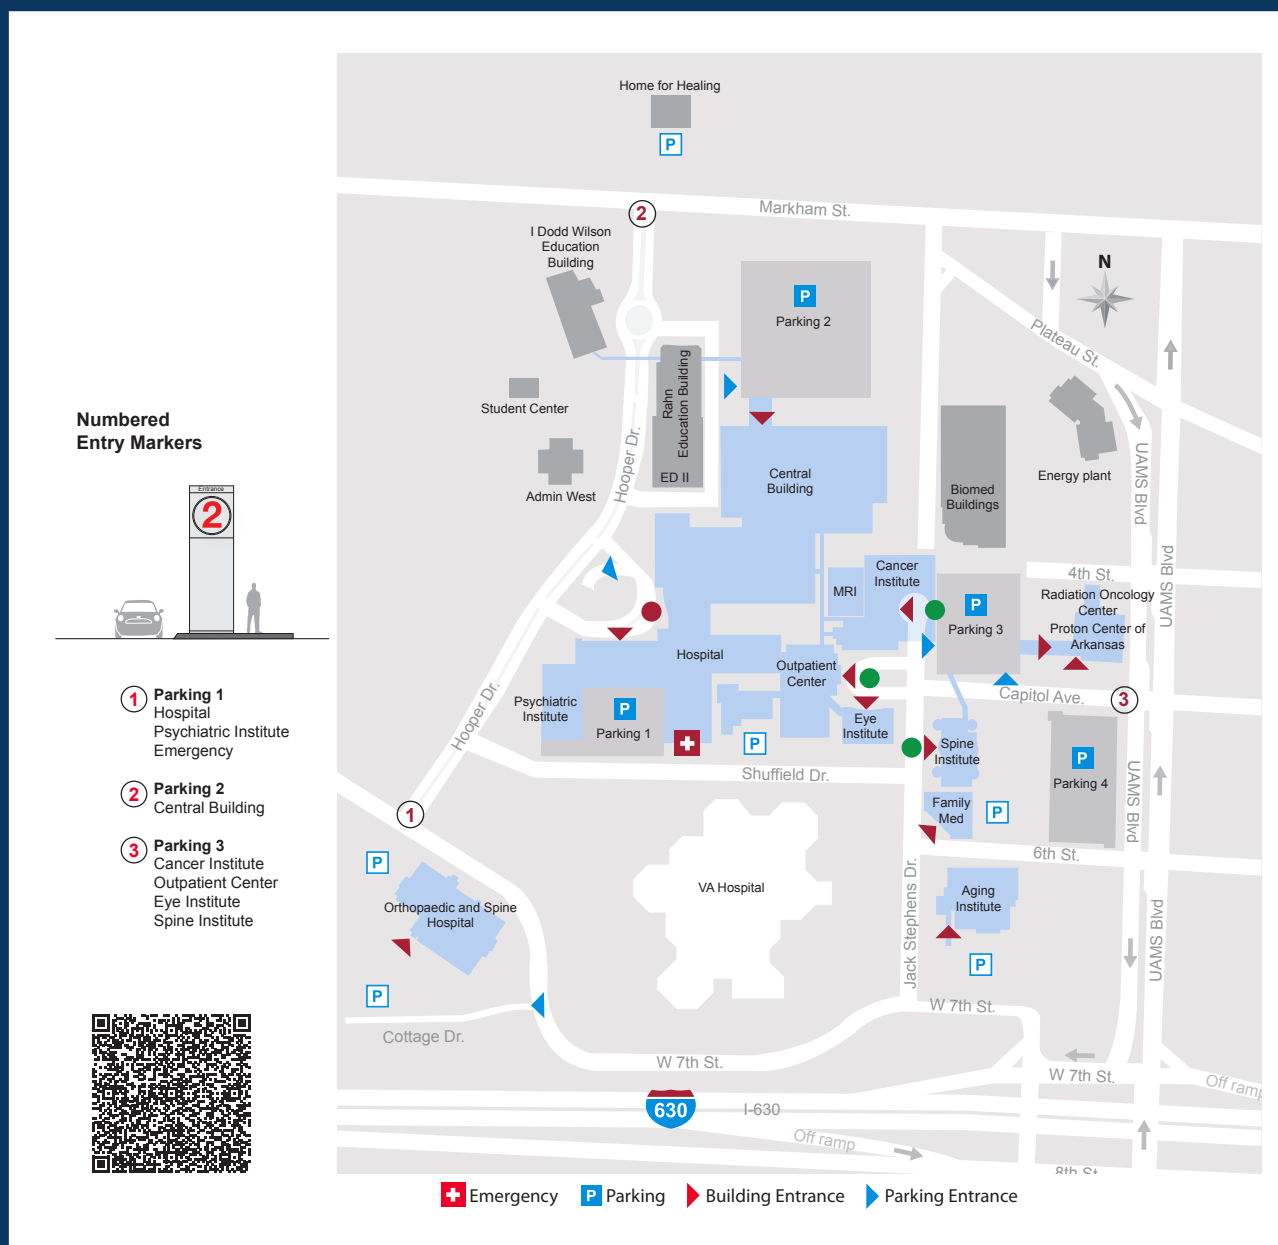 Home for Healing
P
Markham St.
2
I Dodd Wilson
Education
Building
N
P
Parking 2
Plateau St.
Rahn
Education Building
ED II
Student Center
Numbered
Entry Markers
Hooper Dr.
Central
Building
Energy plant
UAMS Blvd
Admin West
Biomed
Buildings
Entrance
2
UAMS Blvd
4th St.
Cancer
Institute
MRI
P
Parking 3
Radiation Oncology
Center
Proton Center of
Arkansas
Hospital
Outpatient
Center
Capitol Ave.
3
Psychiatric
Institute
P
Parking 1
Hooper Dr.
Eye
Institute
P
Spine
Institute
Shuffield Dr.
P
Parking 4
UAMS Blvd
Family
Med
P
1
6th St.
P
VA Hospital
Jack Stephens Dr.
Aging
Institute
UAMS Blvd
Orthopaedic and Spine
Hospital
P
P
W 7th St.
Cottage Dr.
W 7th St.
W 7th St.
Off ramp
630
I-630
Off ramp
8th St
1
Parking 1
Hospital
Psychiatric Institute
Emergency
2
Parking 2
Central Building
3
Parking 3
Cancer Institute
Outpatient Center
Eye Institute
Spine Institute
Emergency
P Parking
Building Entrance
Parking Entrance